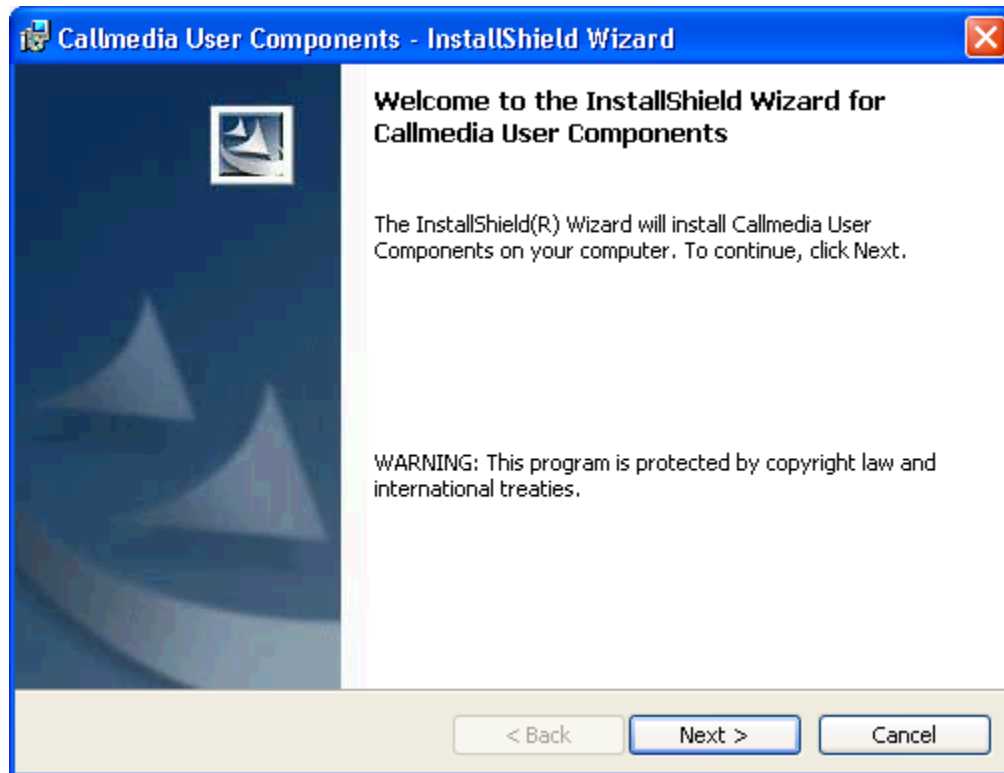 Callmedia User Components - InstallShield Wizard
Welcome to the InstallShield Wizard for
Callmedia User Components
The InstallShield(R) Wizard will install Callmedia User
Components on your computer. To continue, click Next.
WARNING: This program is protected by copyright law and
international treaties.
< Back
Next >
Cancel